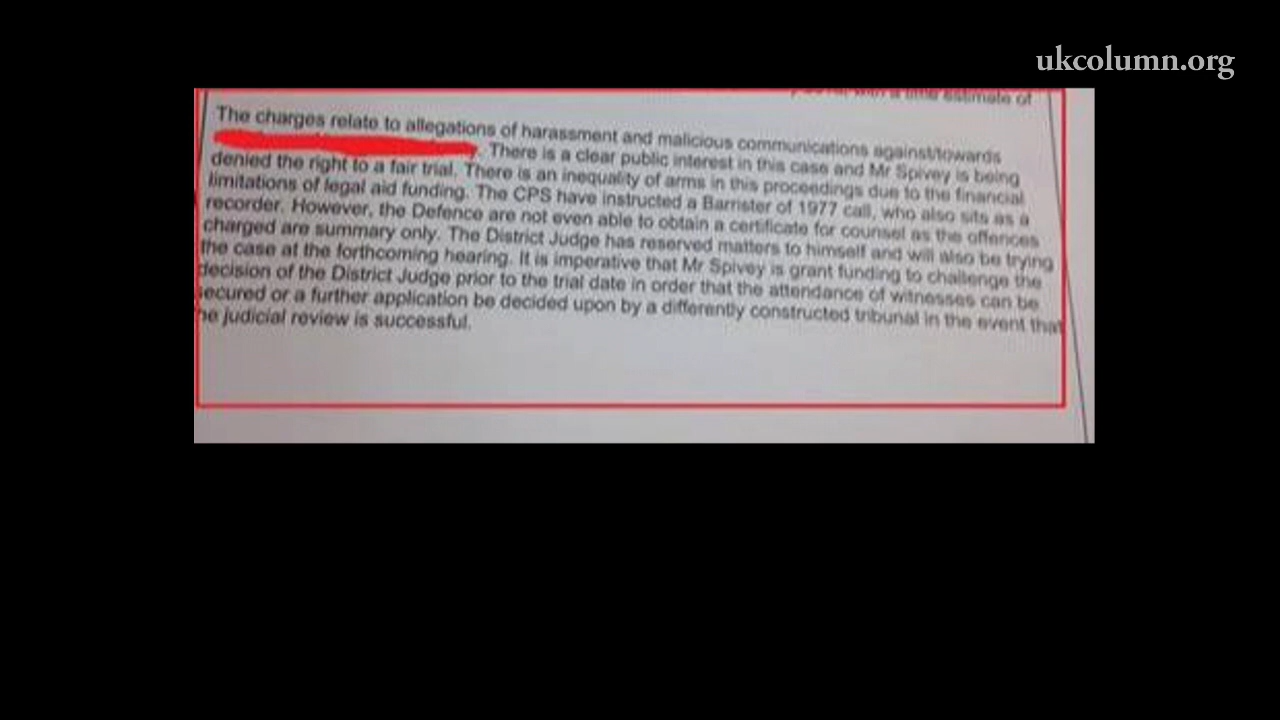 ukcolumn.org
a time estimate of
The charges relate to allegations of harassment and malicious communications against/towards
. There is a clear public interest in this case and Mr Spivey is being
denied the right to a fair trial. There is an inequality of arms in this proceedings due to the financial
limitations of legal aid funding. The CPS have instructed a Barrister of 1977 call, who also sits as a
recorder. However, the Defence are not even able to obtain a certificate for counsel as the offences
charged are summary only. The District Judge has reserved matters to himself and will also be trying
the case at the forthcoming hearing. It is imperative that Mr Spivey is grant funding to challenge the
decision of the District Judge prior to the trial date in order that the attendance of witnesses can be
secured or a further application be decided upon by a differently constructed tribunal in the event that
he judicial review is successful.